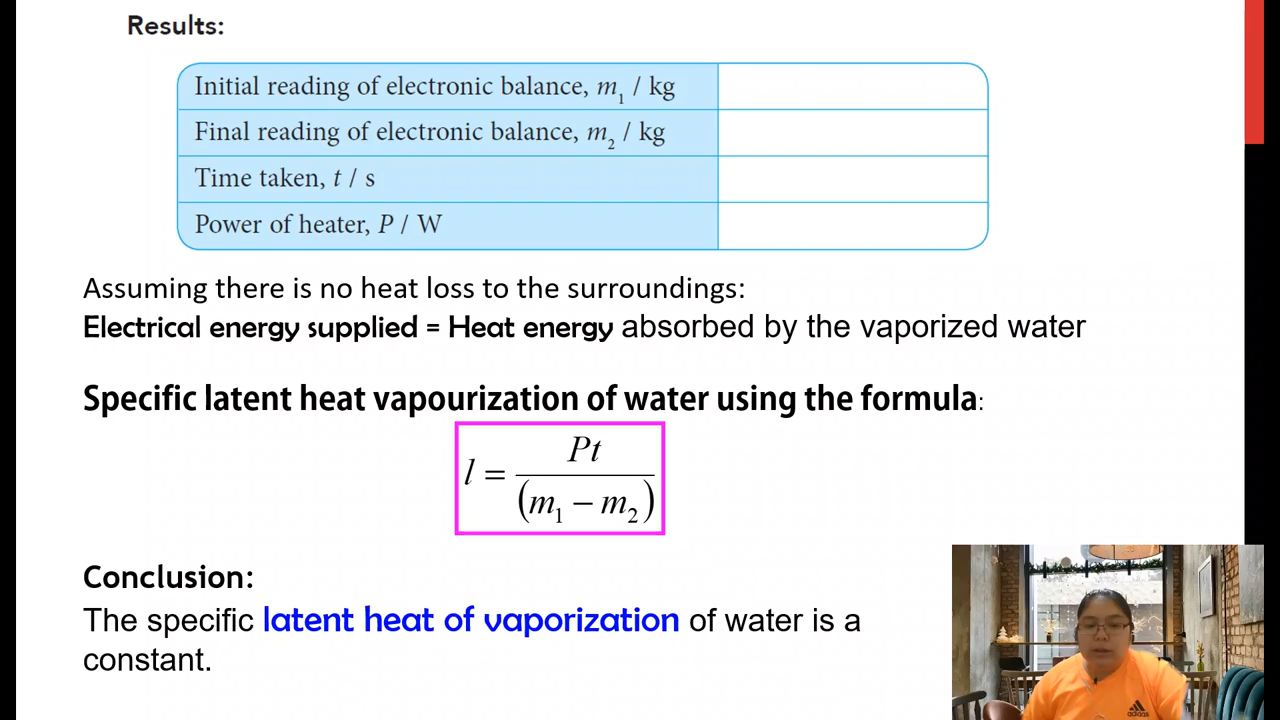 Results:
Initial reading of electronic balance, m₁ / kg
Final reading of electronic balance, m₂ / kg
Time taken, t / s
Power of heater, P / W
Assuming there is no heat loss to the surroundings:
Electrical energy supplied = Heat energy absorbed by the vaporized water
Specific latent heat vapourization of water using the formula:
l = Pt / (m₁ − m₂)
Conclusion:
The specific latent heat of vaporization of water is a
constant.
adidas